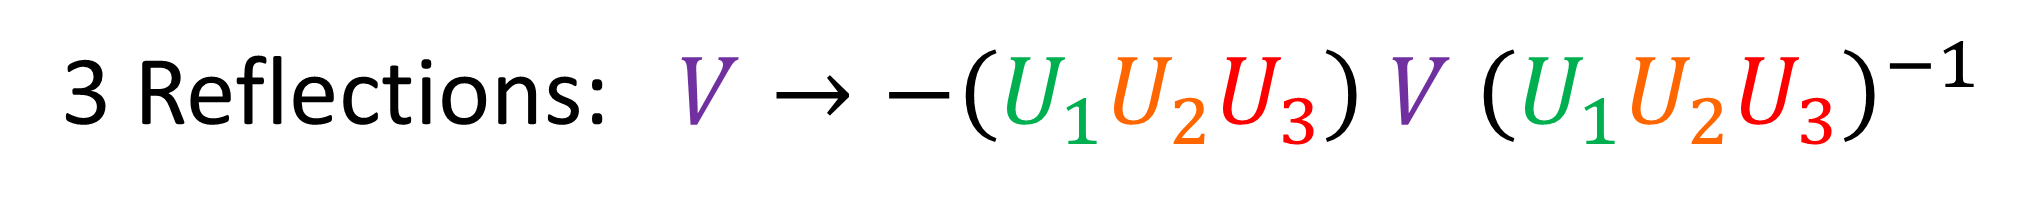 3 Reflections: V → −(U₁U₂U₃) V (U₁U₂U₃)⁻¹